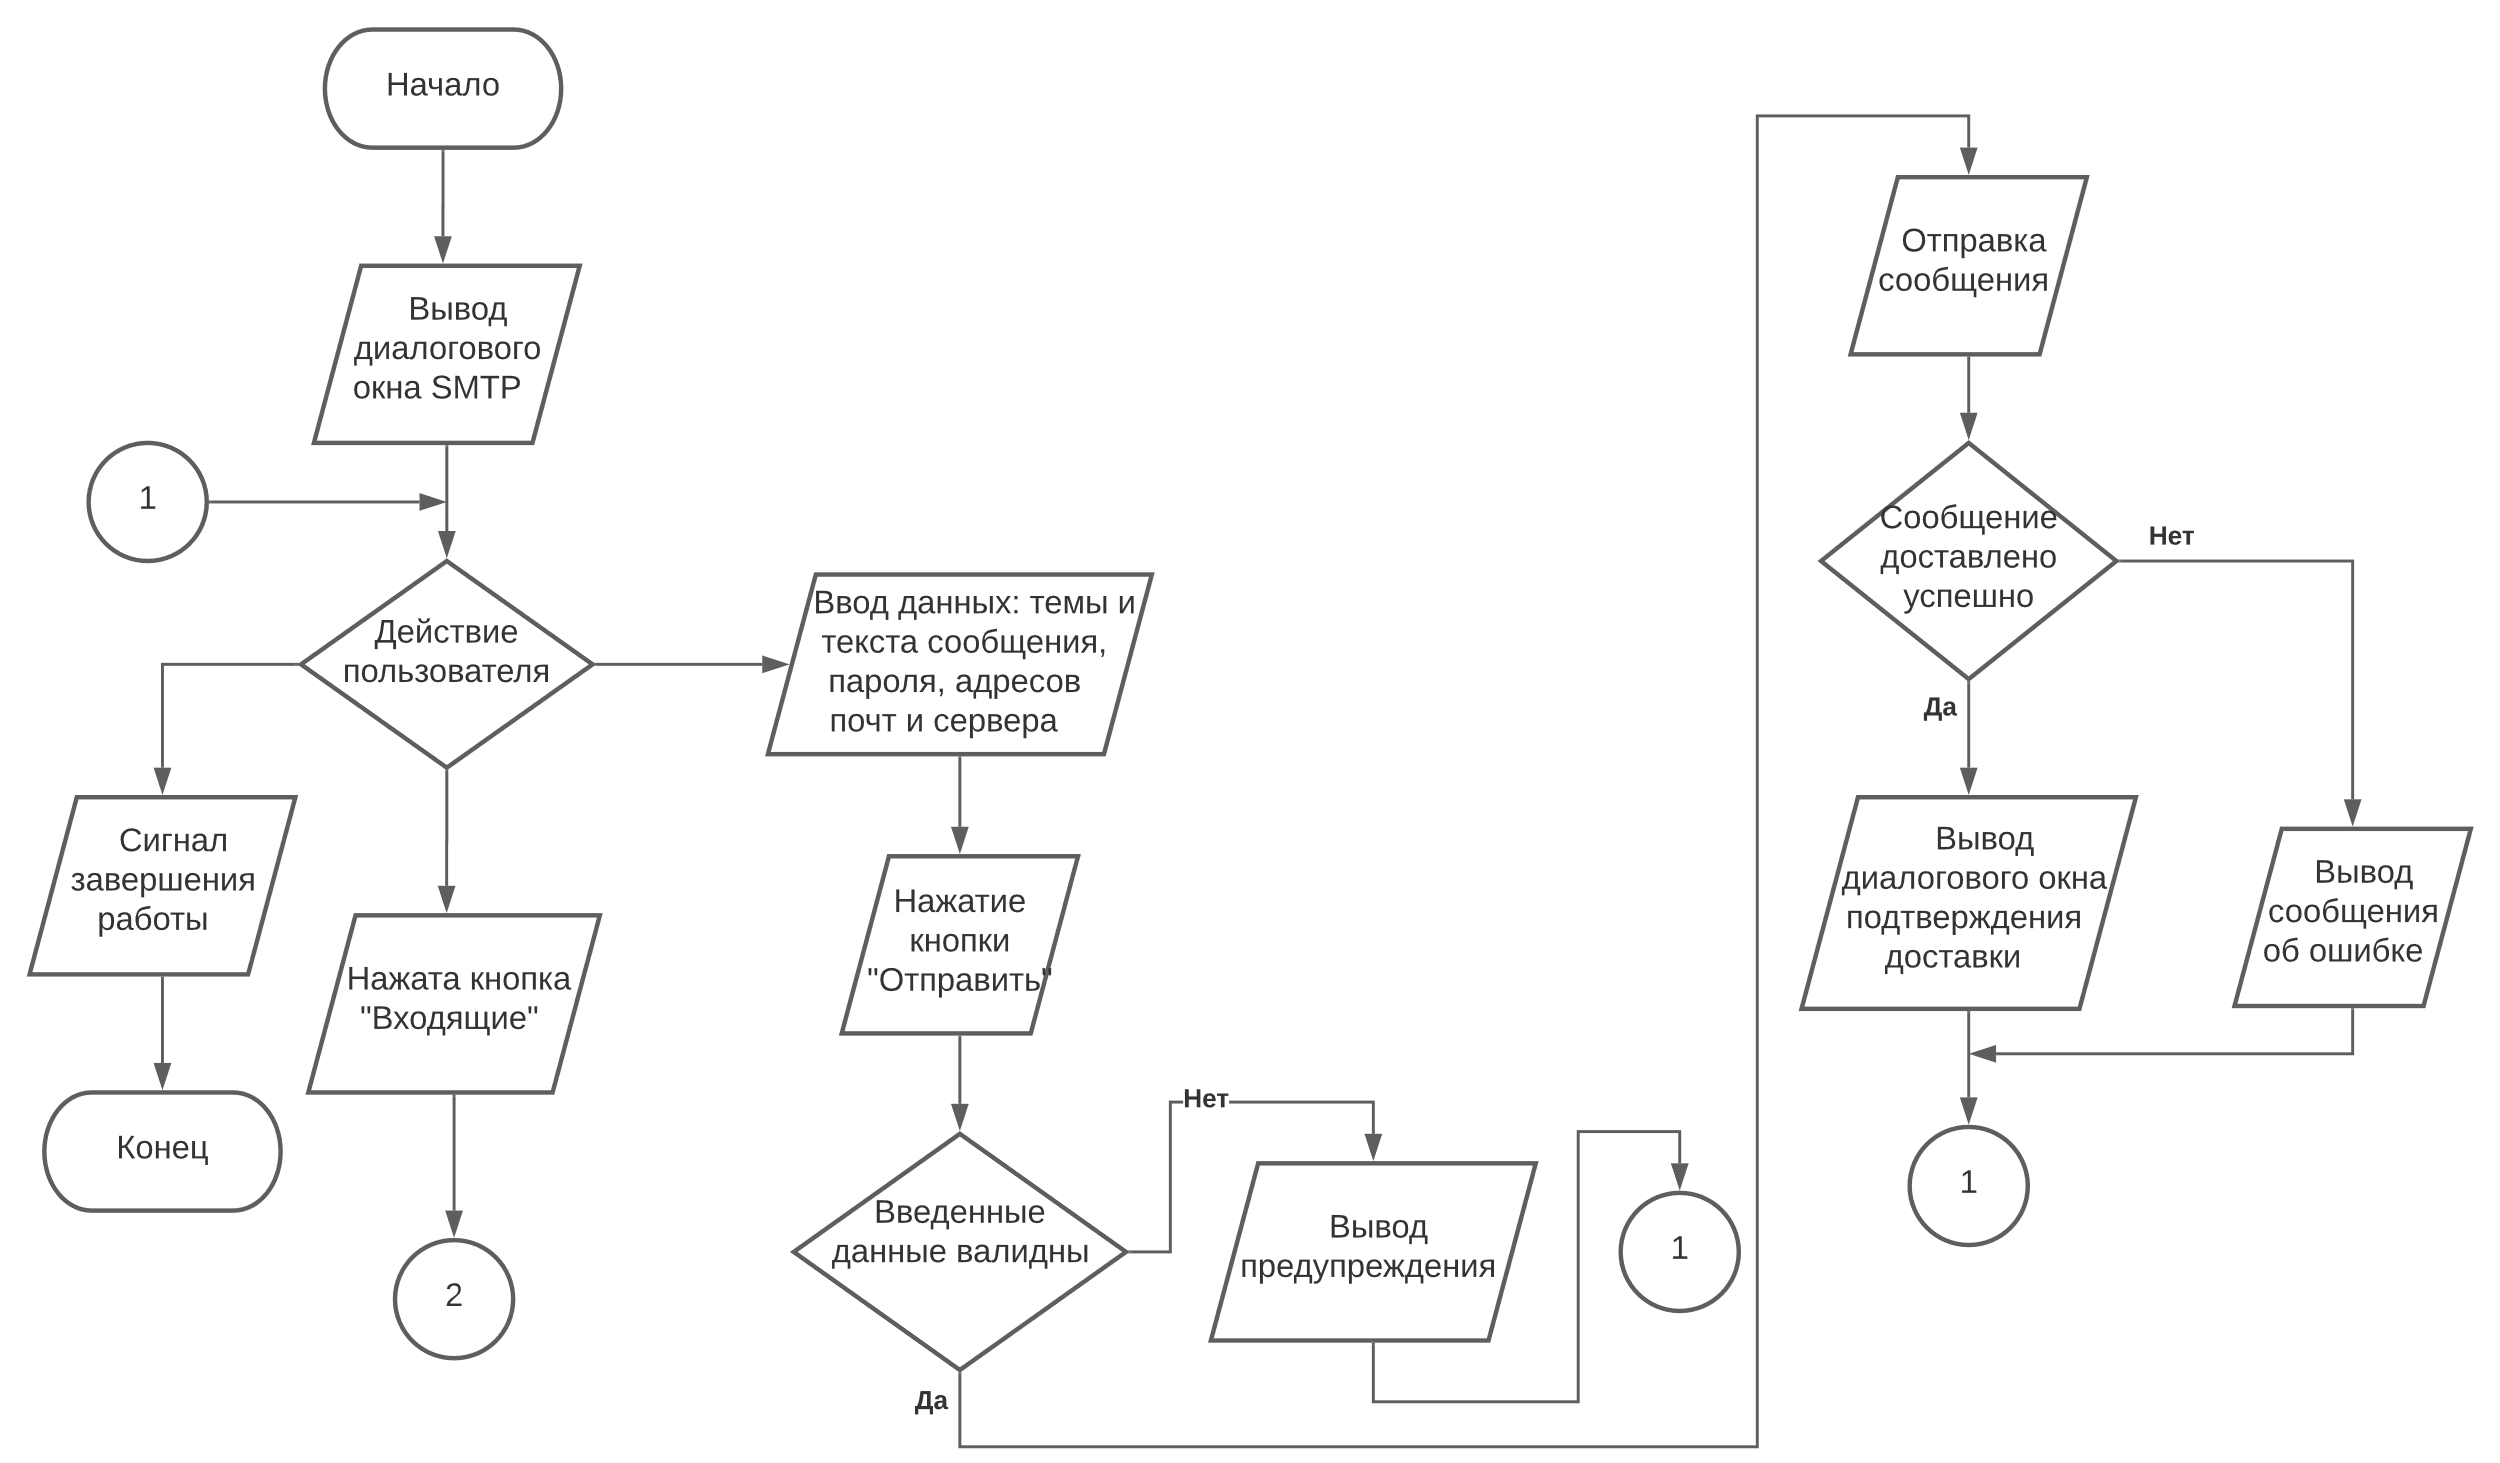 Начало
Вывод
диалогового
окна SMTP
1
Действие
пользователя
Сигнал
завершения
работы
Конец
Нажата кнопка
"Входящие"
2
Ввод данных: темы и
текста сообщения,
пароля, адресов
почт и сервера
Нажатие
кнопки
"Отправить"
Введенные
данные валидны
Нет
Вывод
предупреждения
1
Да
Отправка
сообщения
Сообщение
доставлено
успешно
Нет
Да
Вывод
диалогового окна
подтверждения
доставки
Вывод
сообщения
об ошибке
1